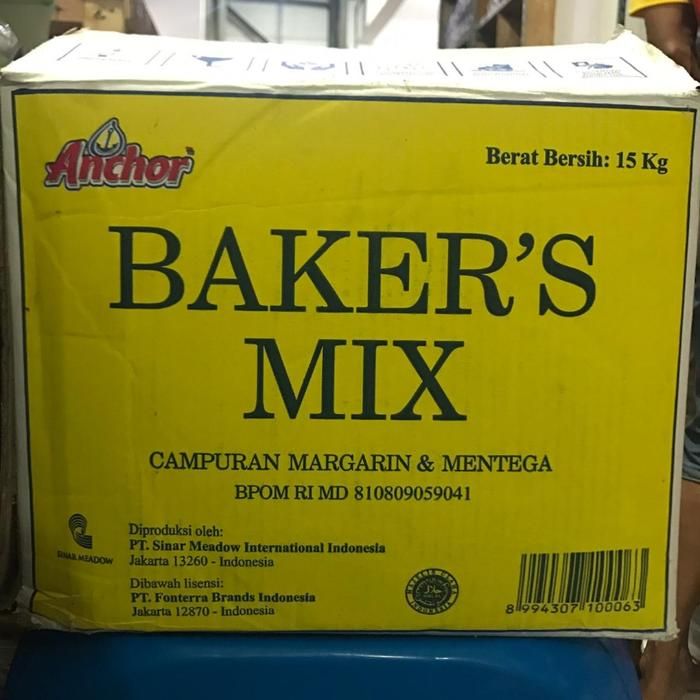 Anchor
Berat Bersih: 15 Kg
BAKER'S
MIX
CAMPURAN MARGARIN & MENTEGA
BPOM RI MD 810809059041
SINAR MEADOW
Diproduksi oleh:
PT. Sinar Meadow International Indonesia
Jakarta 13260 - Indonesia
Dibawah lisensi:
PT. Fonterra Brands Indonesia
Jakarta 12870 - Indonesia
8 994307 100063